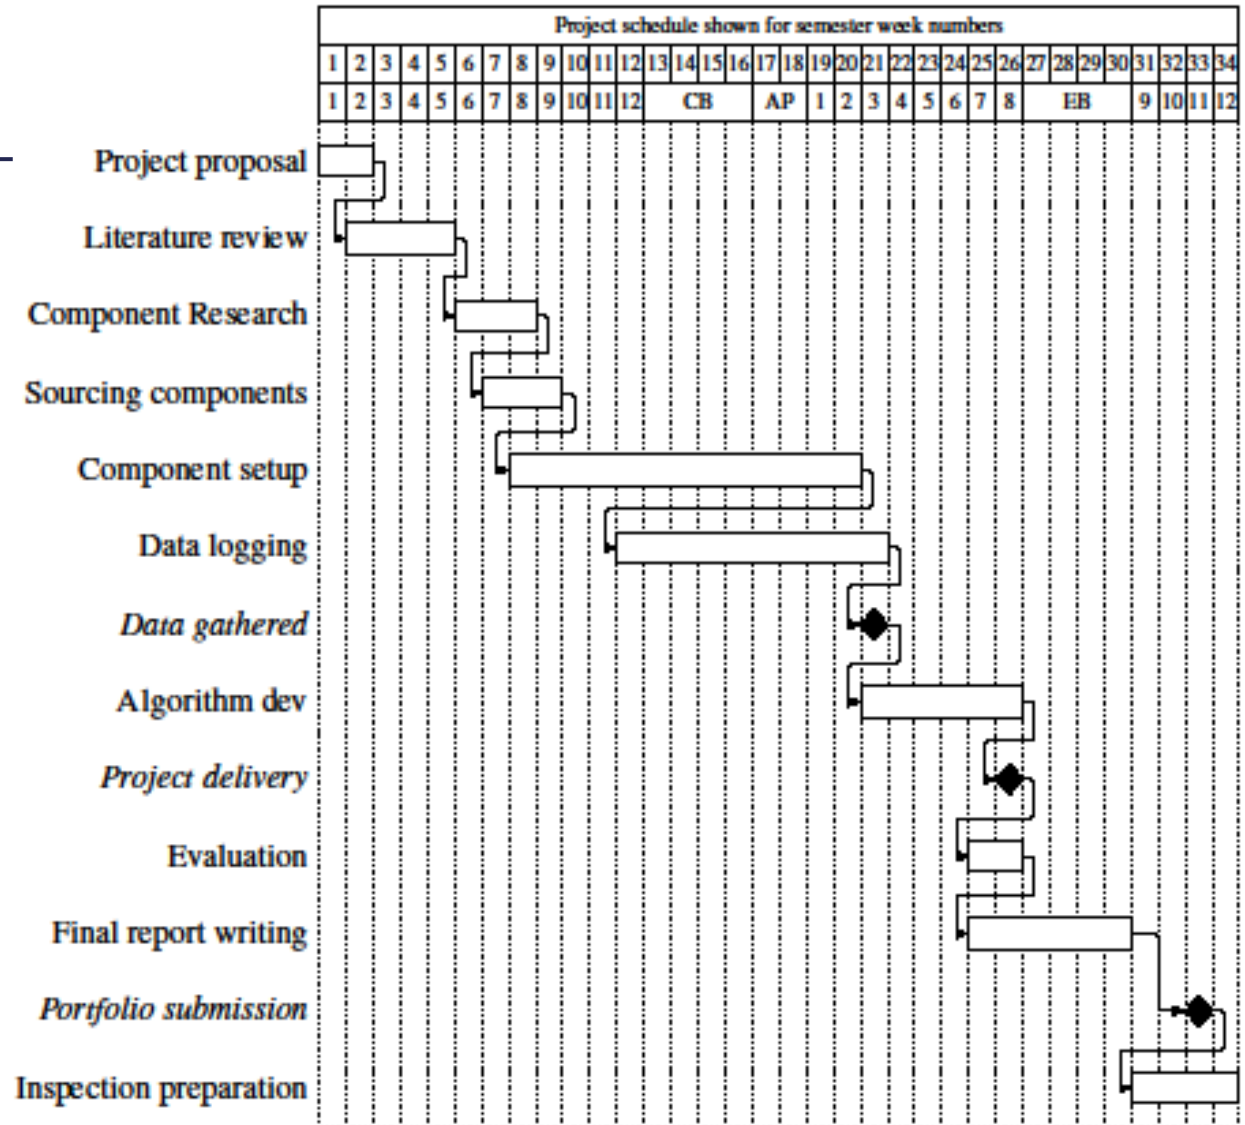 Project schedule shown for semester week numbers
1 2 3 4 5 6 7 8 9 10 11 12 13 14 15 16 17 18 19 20 21 22 23 24 25 26 27 28 29 30 31 32 33 34
1 2 3 4 5 6 7 8 9 10 11 12 CB AP 1 2 3 4 5 6 7 8 EB 9 10 11 12
Project proposal
Literature review
Component Research
Sourcing components
Component setup
Data logging
Data gathered
Algorithm dev
Project delivery
Evaluation
Final report writing
Portfolio submission
Inspection preparation